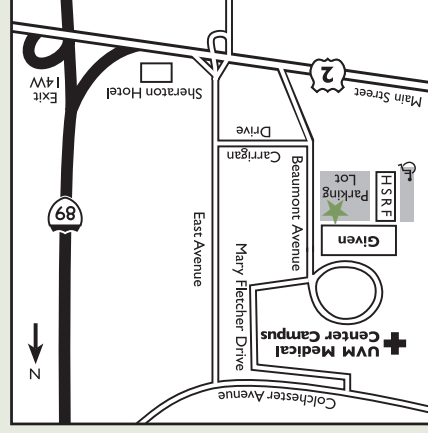 Colchester Avenue
N
UVM Medical
Center Campus
Mary Fletcher Drive
Given
East Avenue
Beaumont Avenue
89
HSRF
Parking
Lot
Carrigan
Drive
Main Street
Sheraton Hotel
Exit
14W
2